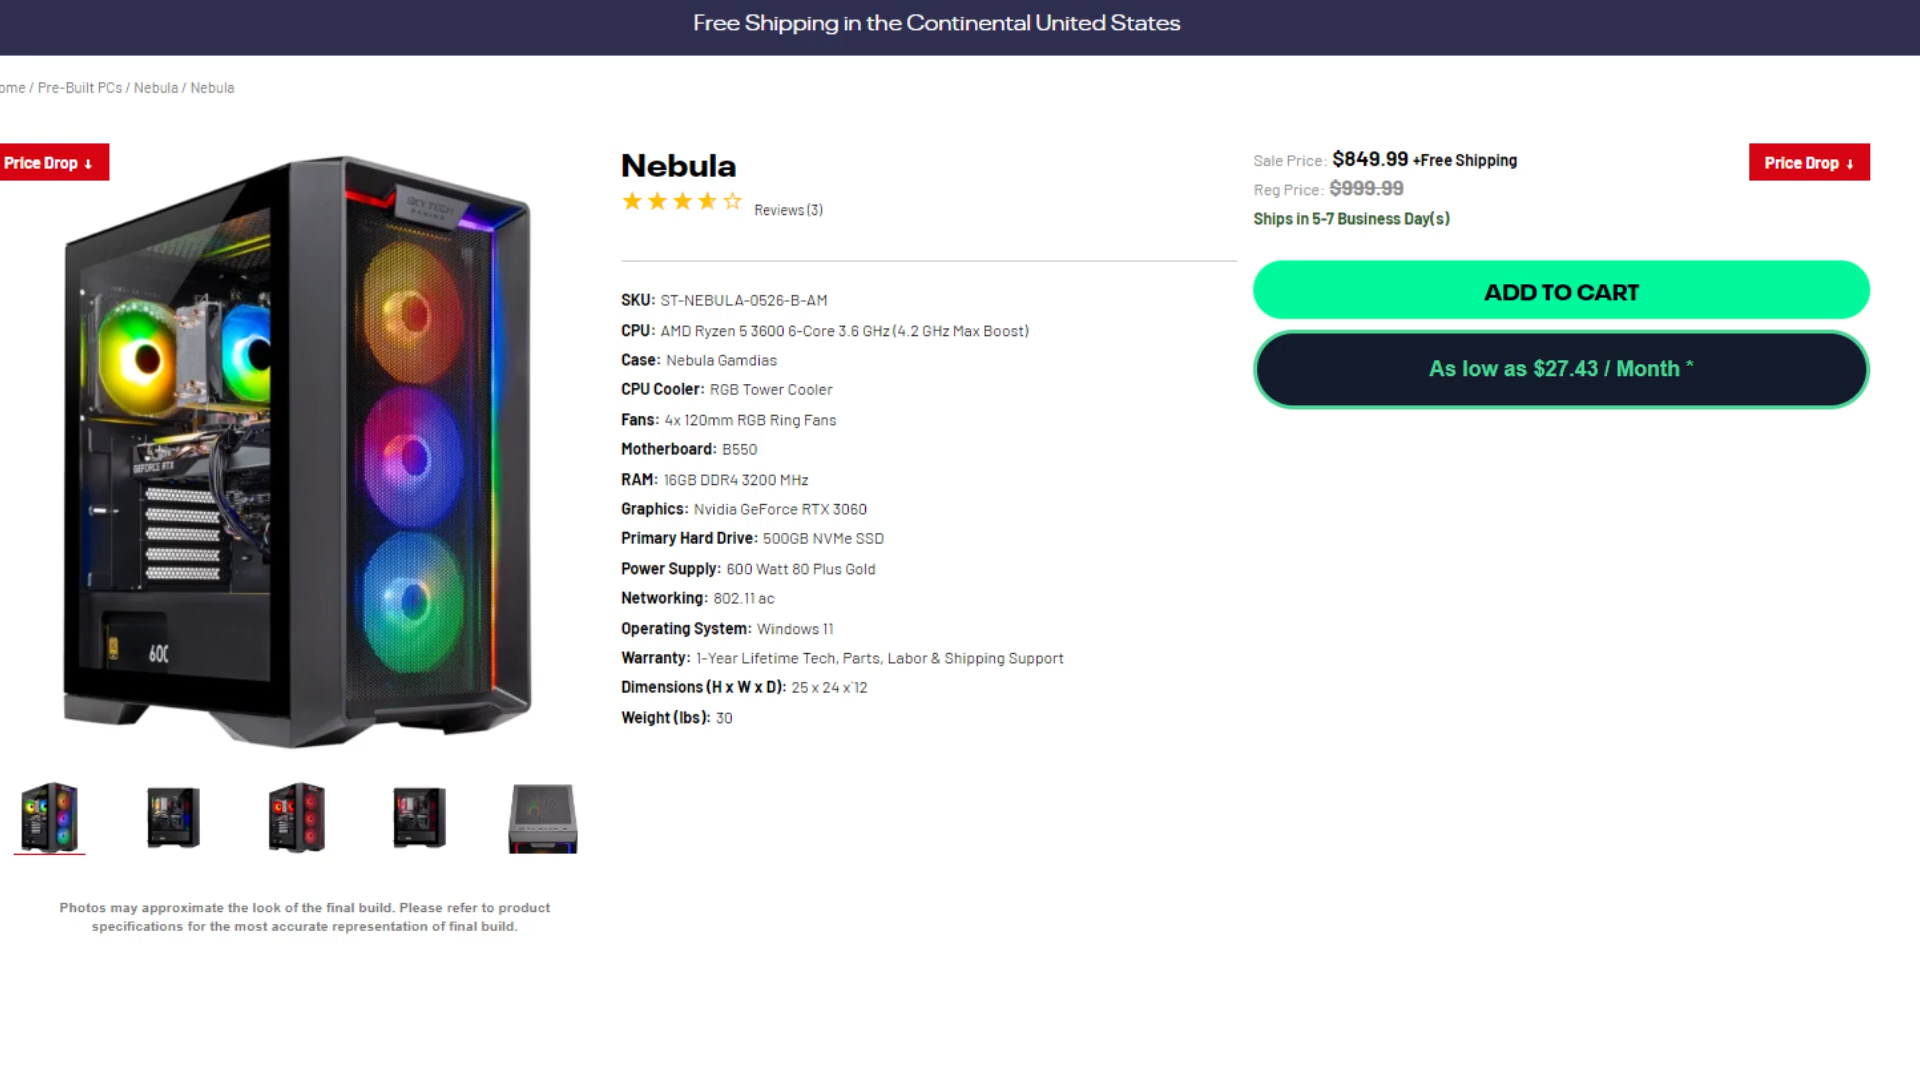 Free Shipping in the Continental United States
ome / Pre-Built PCs / Nebula / Nebula
Price Drop ↓
SKYTECH
GAMING
GEFORCE RTX
600
Photos may approximate the look of the final build. Please refer to product
specifications for the most accurate representation of final build.
Nebula
Reviews (3)
SKU: ST-NEBULA-0526-B-AM
CPU: AMD Ryzen 5 3600 6-Core 3.6 GHz (4.2 GHz Max Boost)
Case: Nebula Gamdias
CPU Cooler: RGB Tower Cooler
Fans: 4x 120mm RGB Ring Fans
Motherboard: B550
RAM: 16GB DDR4 3200 MHz
Graphics: Nvidia GeForce RTX 3060
Primary Hard Drive: 500GB NVMe SSD
Power Supply: 600 Watt 80 Plus Gold
Networking: 802.11 ac
Operating System: Windows 11
Warranty: 1-Year Lifetime Tech, Parts, Labor & Shipping Support
Dimensions (H x W x D): 25 x 24 x`12
Weight (lbs): 30
Sale Price: $849.99 +Free Shipping
Reg Price: $999.99
Ships in 5-7 Business Day(s)
Price Drop ↓
ADD TO CART
As low as $27.43 / Month *